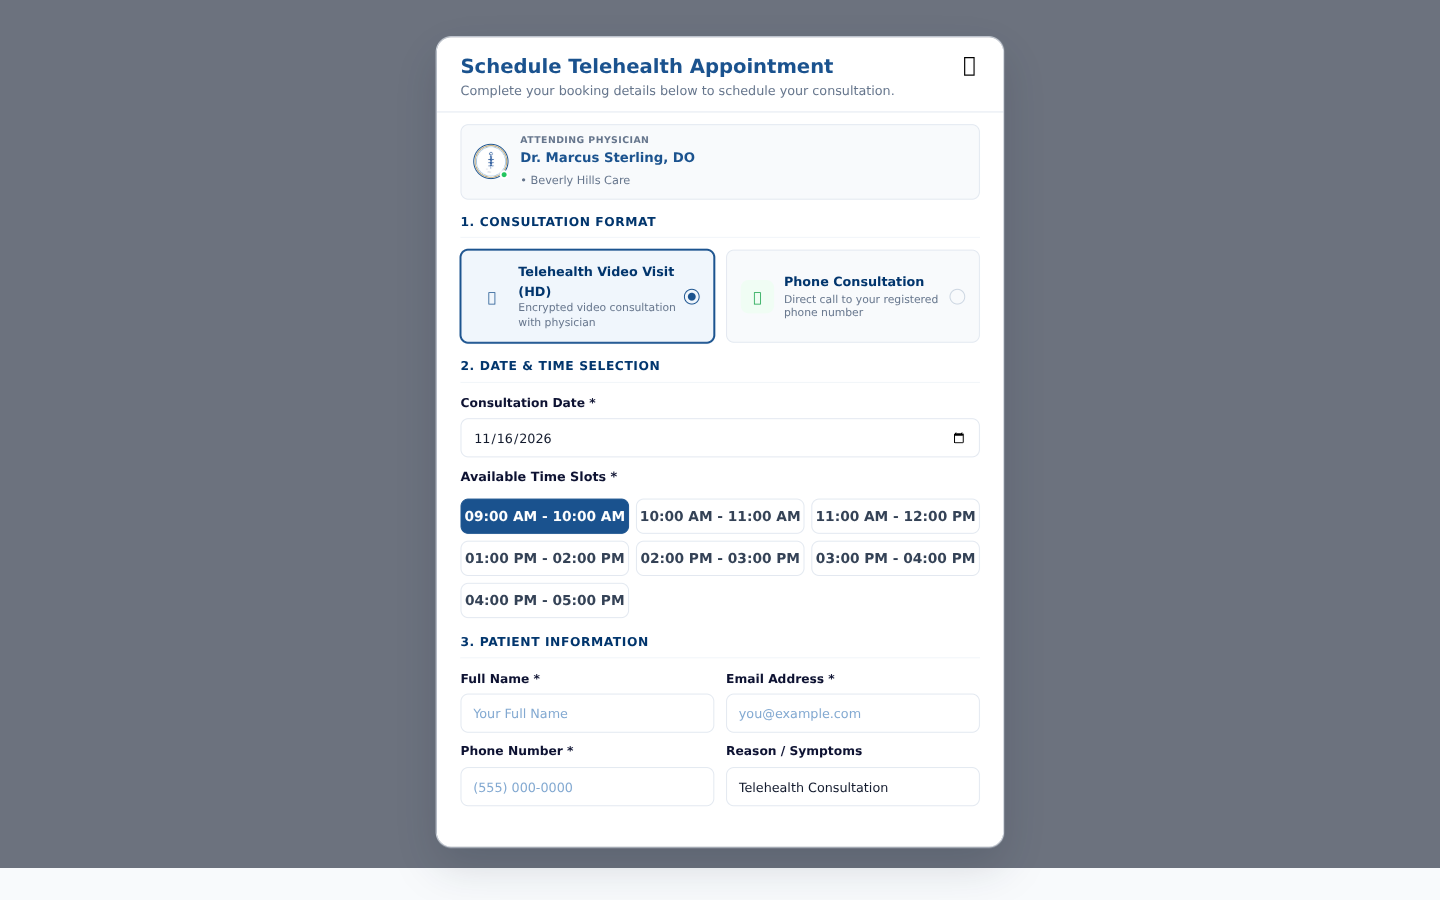 Schedule Telehealth Appointment
Complete your booking details below to schedule your consultation.
ATTENDING PHYSICIAN
Dr. Marcus Sterling, DO
• Beverly Hills Care
1. CONSULTATION FORMAT
Telehealth Video Visit
(HD)
Encrypted video consultation
with physician
Phone Consultation
Direct call to your registered
phone number
2. DATE & TIME SELECTION
Consultation Date *
11/16/2026
Available Time Slots *
09:00 AM - 10:00 AM
10:00 AM - 11:00 AM
11:00 AM - 12:00 PM
01:00 PM - 02:00 PM
02:00 PM - 03:00 PM
03:00 PM - 04:00 PM
04:00 PM - 05:00 PM
3. PATIENT INFORMATION
Full Name *
Your Full Name
Email Address *
you@example.com
Phone Number *
(555) 000-0000
Reason / Symptoms
Telehealth Consultation